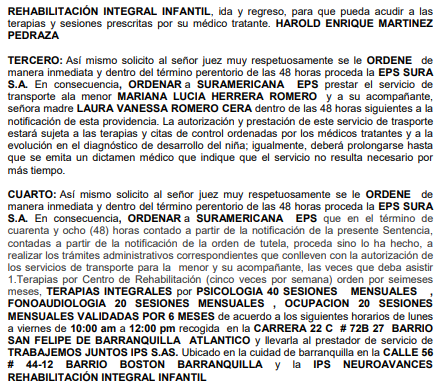 REHABILITACIÓN INTEGRAL INFANTIL, ida y regreso, para que pueda acudir a las
terapias y sesiones prescritas por su médico tratante. HAROLD ENRIQUE MARTINEZ
PEDRAZA
TERCERO: Así mismo solicito al señor juez muy respetuosamente se le ORDENE de
manera inmediata y dentro del término perentorio de las 48 horas proceda la EPS SURA
S.A. En consecuencia, ORDENAR a SURAMERICANA EPS prestar el servicio de
transporte ala menor MARIANA LUCIA HERRERA ROMERO y a su acompañante,
señora madre LAURA VANESSA ROMERO CERA dentro de las 48 horas siguientes a la
notificación de esta providencia. La autorización y prestación de este servicio de trasporte
estará sujeta a las terapias y citas de control ordenadas por los médicos tratantes y a la
evolución en el diagnóstico de desarrollo del niña; igualmente, deberá prolongarse hasta
que se emita un dictamen médico que indique que el servicio no resulta necesario por
más tiempo.
CUARTO: Así mismo solicito al señor juez muy respetuosamente se le ORDENE de
manera inmediata y dentro del término perentorio de las 48 horas proceda la EPS SURA
S.A. En consecuencia, ORDENAR a SURAMERICANA EPS que en el término de
cuarenta y ocho (48) horas contado a partir de la notificación de la presente Sentencia,
contadas a partir de la notificación de la orden de tutela, proceda sino lo ha hecho, a
realizar los trámites administrativos correspondientes que conlleven con la autorización de
los servicios de transporte para la menor y su acompañante, las veces que deba asistir
1.Terapias por Centro de Rehabilitación (cinco veces por semana) orden por seimeses
meses, TERAPIAS INTEGRALES por PSICOLOGIA 40 SESIONES MENSUALES ,
FONOAUDIOLOGIA 20 SESIONES MENSUALES , OCUPACION 20 SESIONES
MENSUALES VALIDADAS POR 6 MESES de acuerdo a los siguientes horarios de lunes
a viernes de 10:00 am a 12:00 pm recogida en la CARRERA 22 C # 72B 27 BARRIO
SAN FELIPE DE BARRANQUILLA ATLANTICO y llevarla al prestador de servicio de
TRABAJEMOS JUNTOS IPS S.AS. Ubicado en la cuidad de barranquilla en la CALLE 56
# 44-12 BARRIO BOSTON BARRANQUILLA y la IPS NEUROAVANCES
REHABILITACIÓN INTEGRAL INFANTIL